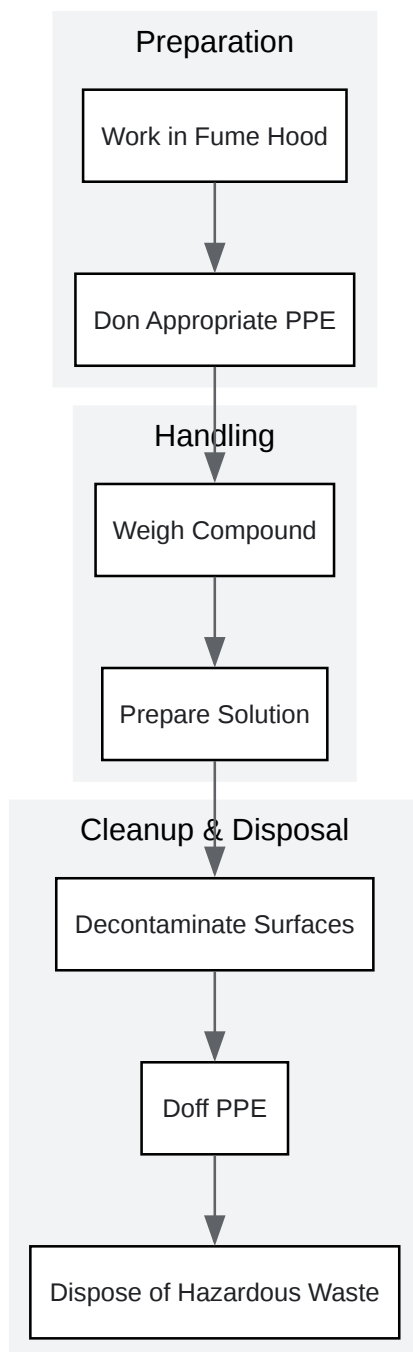 Preparation
Work in Fume Hood
Don Appropriate PPE
Handling
Weigh Compound
Prepare Solution
Cleanup & Disposal
Decontaminate Surfaces
Doff PPE
Dispose of Hazardous Waste